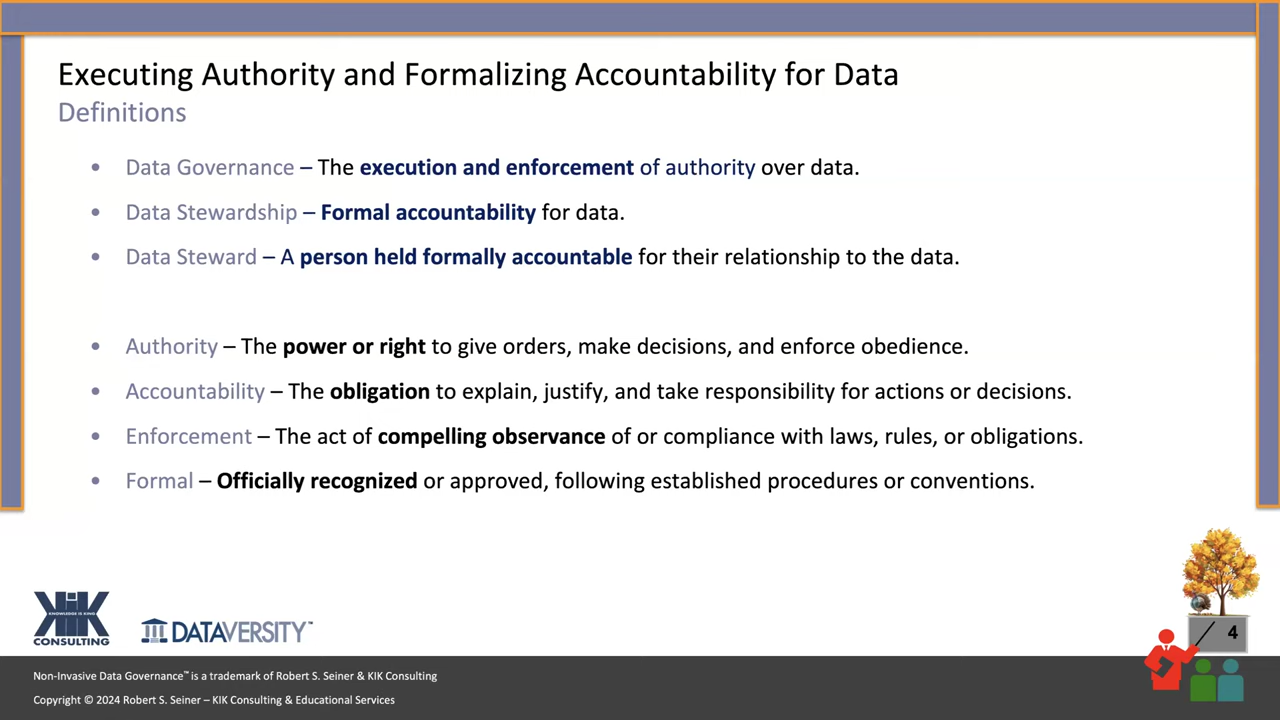 Executing Authority and Formalizing Accountability for Data
Definitions
• Data Governance – The execution and enforcement of authority over data.
• Data Stewardship – Formal accountability for data.
• Data Steward – A person held formally accountable for their relationship to the data.
• Authority – The power or right to give orders, make decisions, and enforce obedience.
• Accountability – The obligation to explain, justify, and take responsibility for actions or decisions.
• Enforcement – The act of compelling observance of or compliance with laws, rules, or obligations.
• Formal – Officially recognized or approved, following established procedures or conventions.
KIK
KNOWLEDGE IS KING
CONSULTING
DATAVERSITY™
4
Non-Invasive Data Governance™ is a trademark of Robert S. Seiner & KIK Consulting
Copyright © 2024 Robert S. Seiner – KIK Consulting & Educational Services